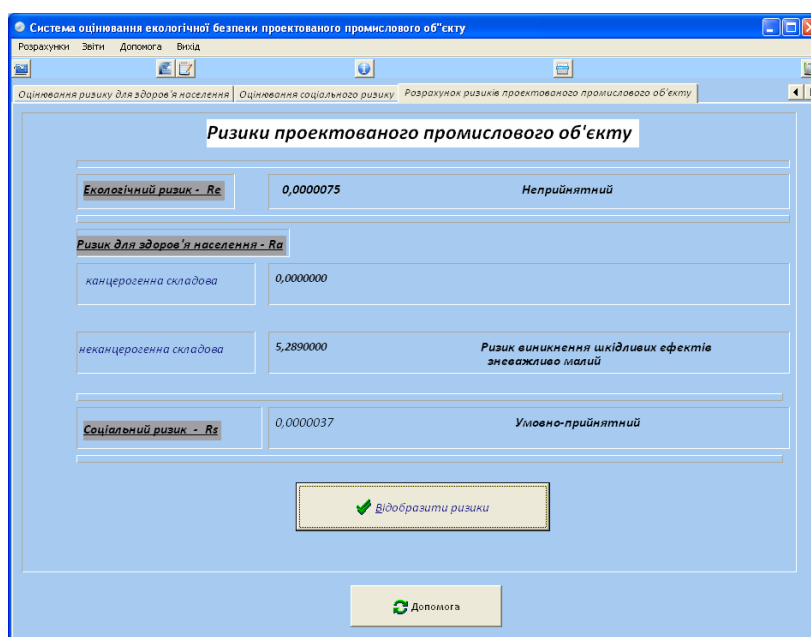 Система оцінювання екологічної безпеки проектованого промислового об"єкту
Розрахунки Звіти Допомога Вихід
Оцінювання ризику для здоров'я населення Оцінювання соціального ризику Розрахунок ризиків проектованого промислового об'єкту
Ризики проектованого промислового об'єкту
Екологічний ризик - Re 0,0000075 Неприйнятний
Ризик для здоров'я населення - Ra
канцерогенна складова 0,0000000
неканцерогенна складова 5,2890000 Ризик виникнення шкідливих ефектів
зневажливо малий
Соціальний ризик - Rs 0,0000037 Умовно-прийнятний
Відобразити ризики
Допомога